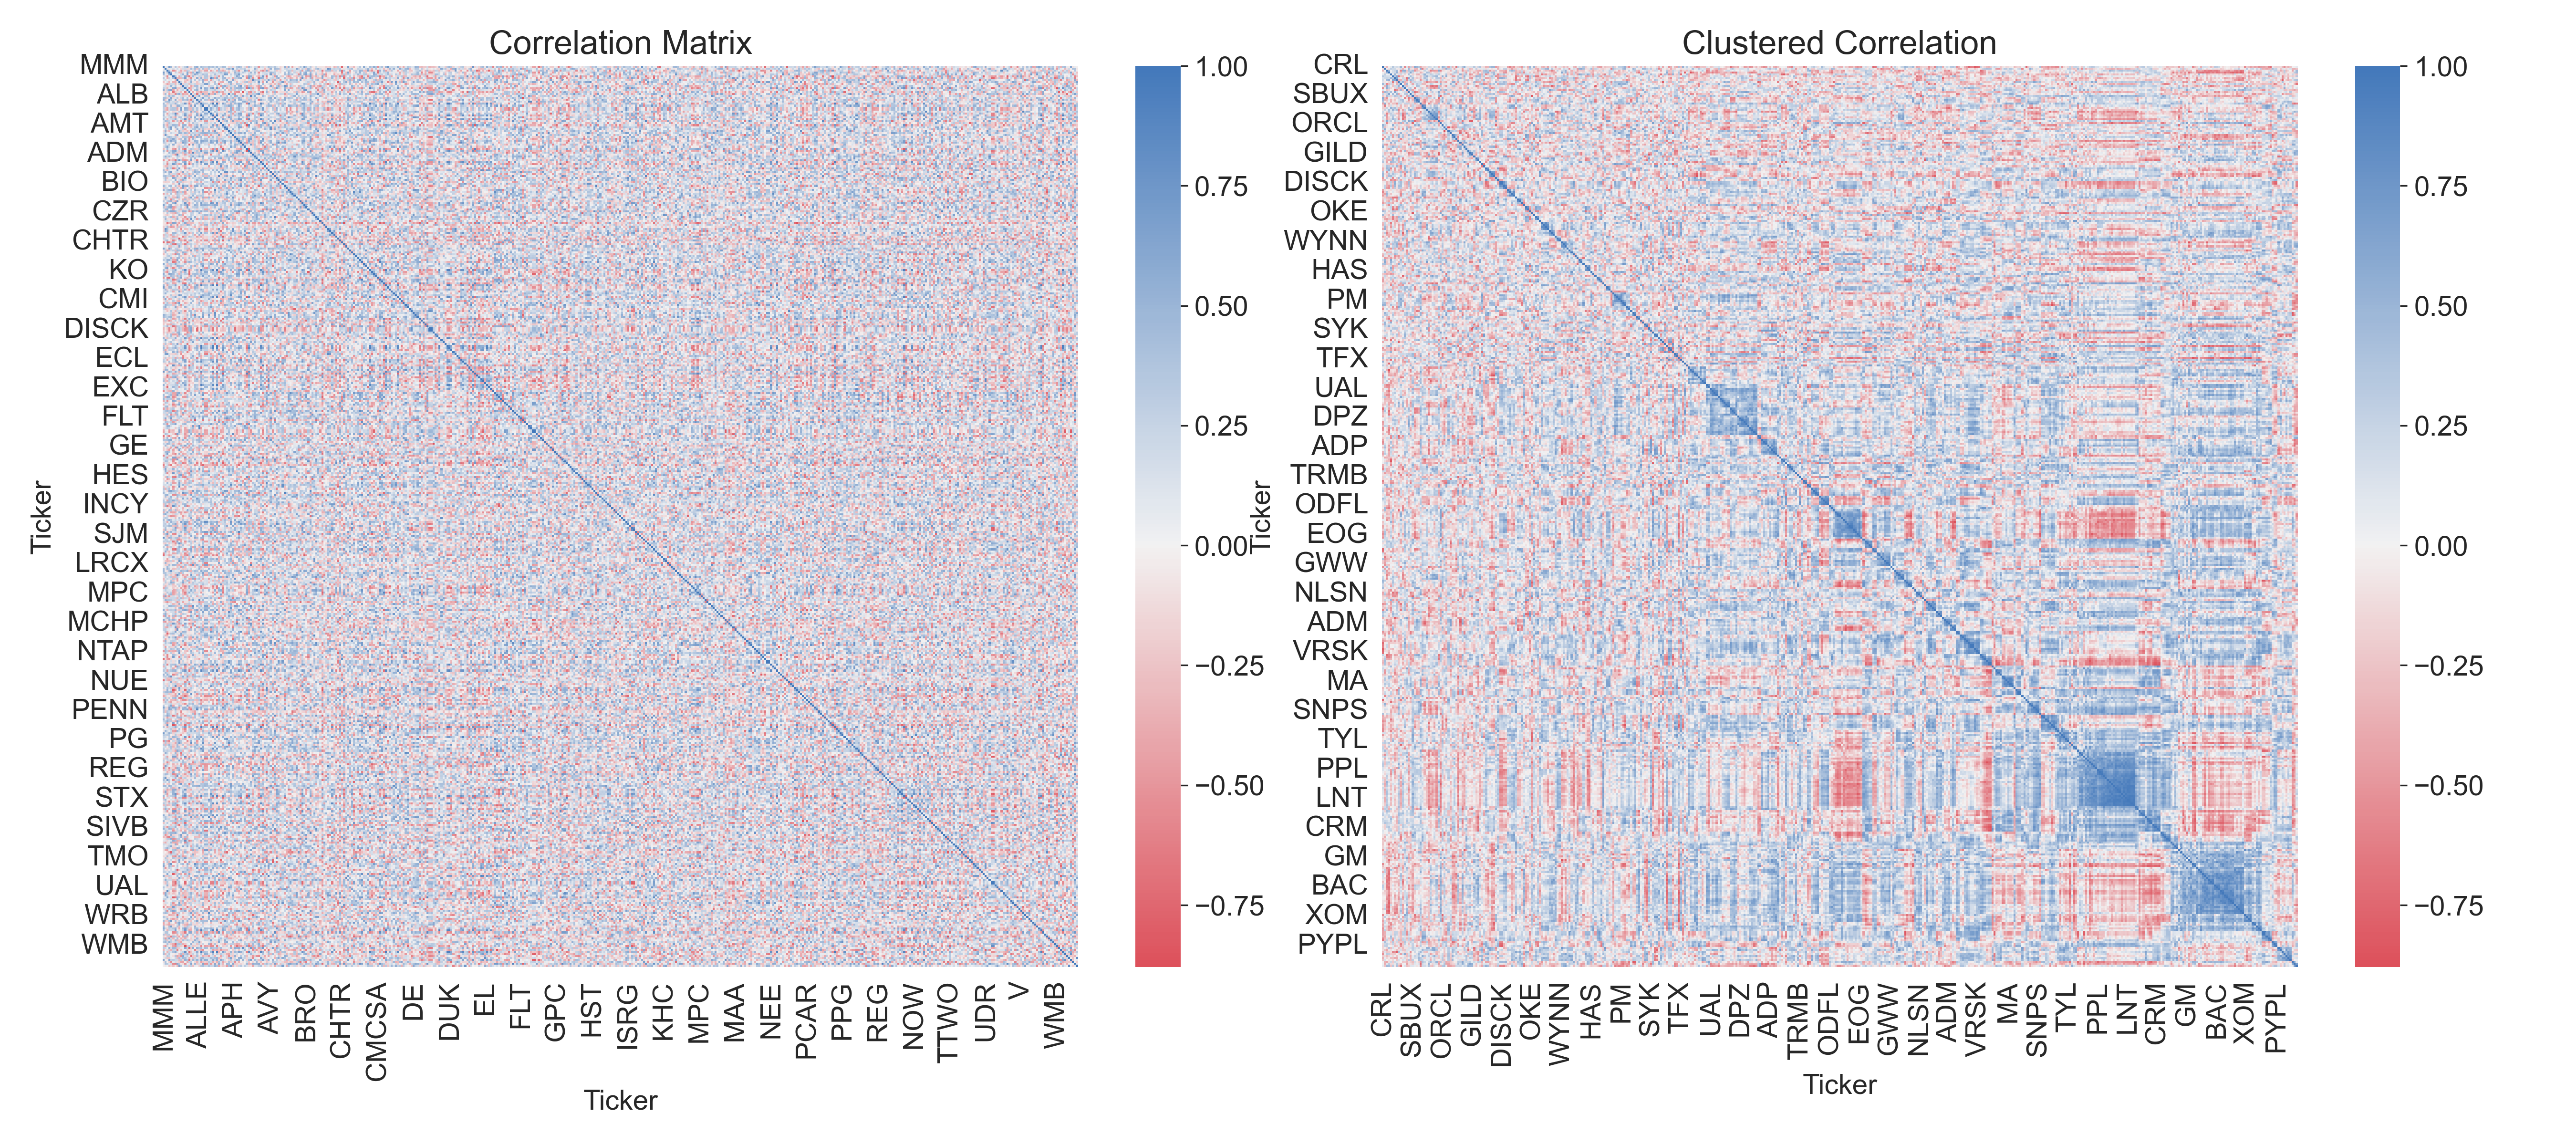 Correlation Matrix
MMM
ALB
AMT
ADM
BIO
CZR
CHTR
KO
CMI
DISCK
ECL
EXC
FLT
GE
HES
INCY
SJM
LRCX
MPC
MCHP
NTAP
NUE
PENN
PG
REG
STX
SIVB
TMO
UAL
WRB
WMB
Ticker
MMM
ALLE
APH
AVY
BRO
CHTR
CMCSA
DE
DUK
EL
FLT
GPC
HST
ISRG
KHC
MPC
MAA
NEE
PCAR
PPG
REG
NOW
TTWO
UDR
V
WMB
Ticker
1.00
0.75
0.50
0.25
0.00
−0.25
−0.50
−0.75
Clustered Correlation
CRL
SBUX
ORCL
GILD
DISCK
OKE
WYNN
HAS
PM
SYK
TFX
UAL
DPZ
ADP
TRMB
ODFL
EOG
GWW
NLSN
ADM
VRSK
MA
SNPS
TYL
PPL
LNT
CRM
GM
BAC
XOM
PYPL
Ticker
CRL
SBUX
ORCL
GILD
DISCK
OKE
WYNN
HAS
PM
SYK
TFX
UAL
DPZ
ADP
TRMB
ODFL
EOG
GWW
NLSN
ADM
VRSK
MA
SNPS
TYL
PPL
LNT
CRM
GM
BAC
XOM
PYPL
Ticker
1.00
0.75
0.50
0.25
0.00
−0.25
−0.50
−0.75